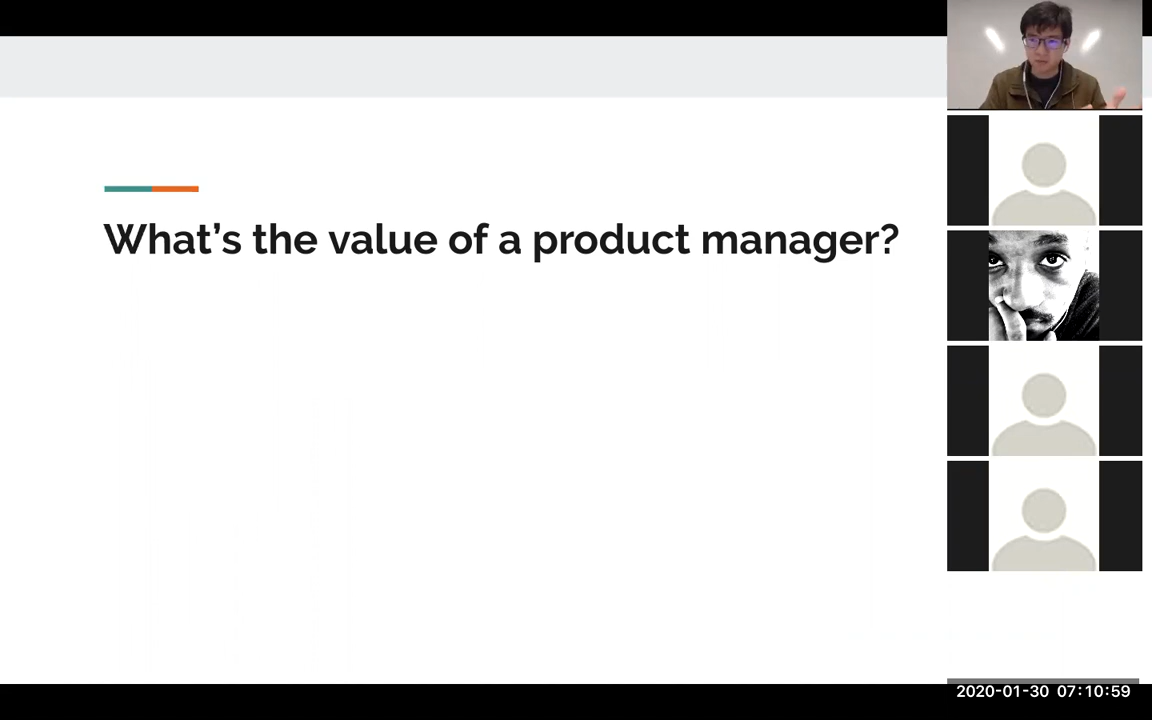 What’s the value of a product manager?
2020-01-30 07:10:59